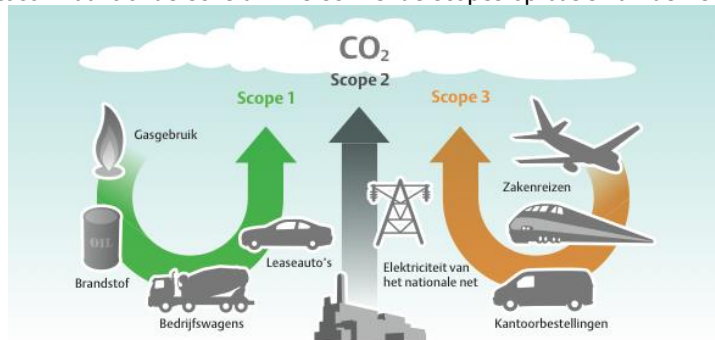 CO₂
Scope 2
Scope 1
Scope 3
Gasgebruik
Zakenreizen
OIL
Brandstof
Leaseauto's
Elektriciteit van
het nationale net
Bedrijfswagens
Kantoorbestellingen